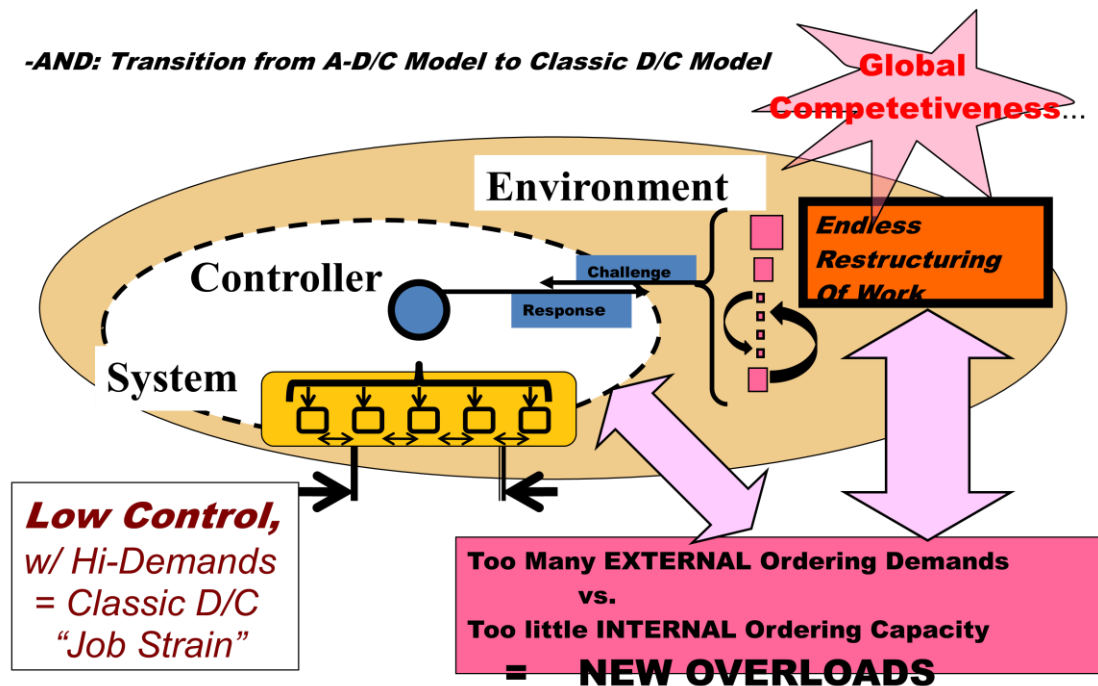 -AND: Transition from A-D/C Model to Classic D/C Model
Global
Competetiveness...
Environment
Endless
Restructuring
Of Work
Challenge
Controller
Response
System
Low Control,
w/ Hi-Demands
= Classic D/C
“Job Strain”
Too Many EXTERNAL Ordering Demands
vs.
Too little INTERNAL Ordering Capacity
= NEW OVERLOADS